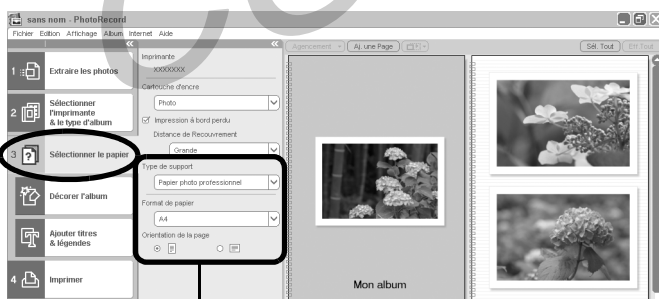 sans nom - PhotoRecord
Fichier Edition Affichage Album Internet Aide
Agencement Aj. une Page Sél. Tout Eff.Tout
1 Extraire les photos
2 Sélectionner
l'imprimante
& le type d'album
3 Sélectionner le papier
Décorer l'album
Ajouter titres
& légendes
4 Imprimer
Imprimante
XXXXXXX
Cartouche d'encre
Photo
Impression à bord perdu
Distance de Recouvrement
Grande
Type de support
Papier photo professionnel
Format de papier
A4
Orientation de la page
Mon album